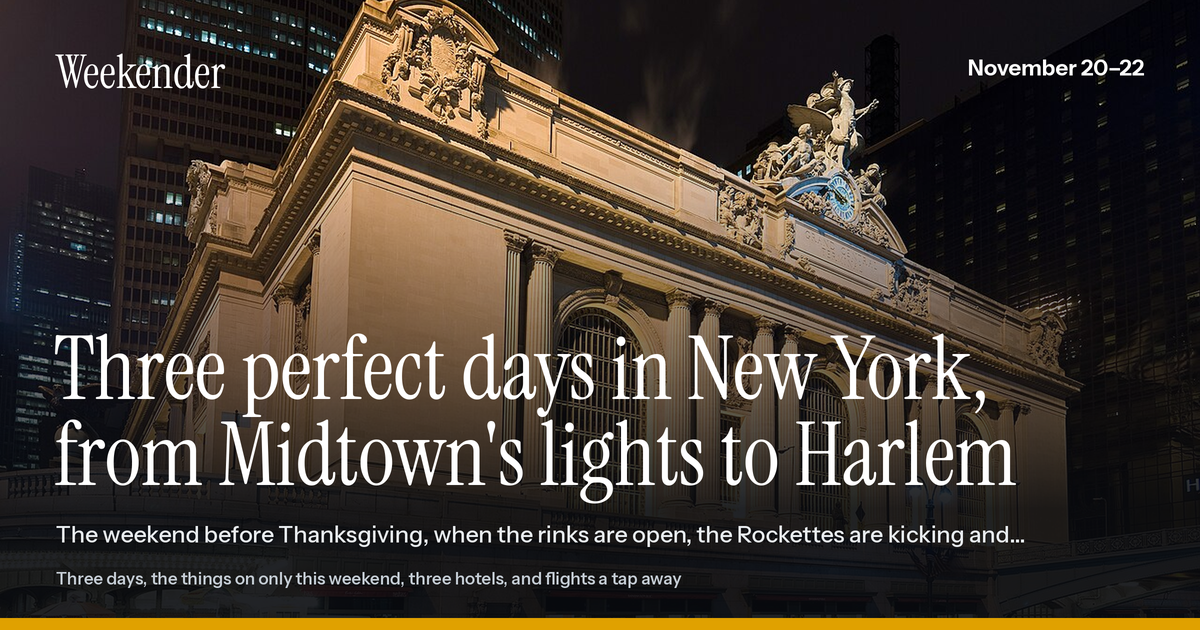 Weekender
November 20–22
Three perfect days in New York,
from Midtown's lights to Harlem
The weekend before Thanksgiving, when the rinks are open, the Rockettes are kicking and...
Three days, the things on only this weekend, three hotels, and flights a tap away